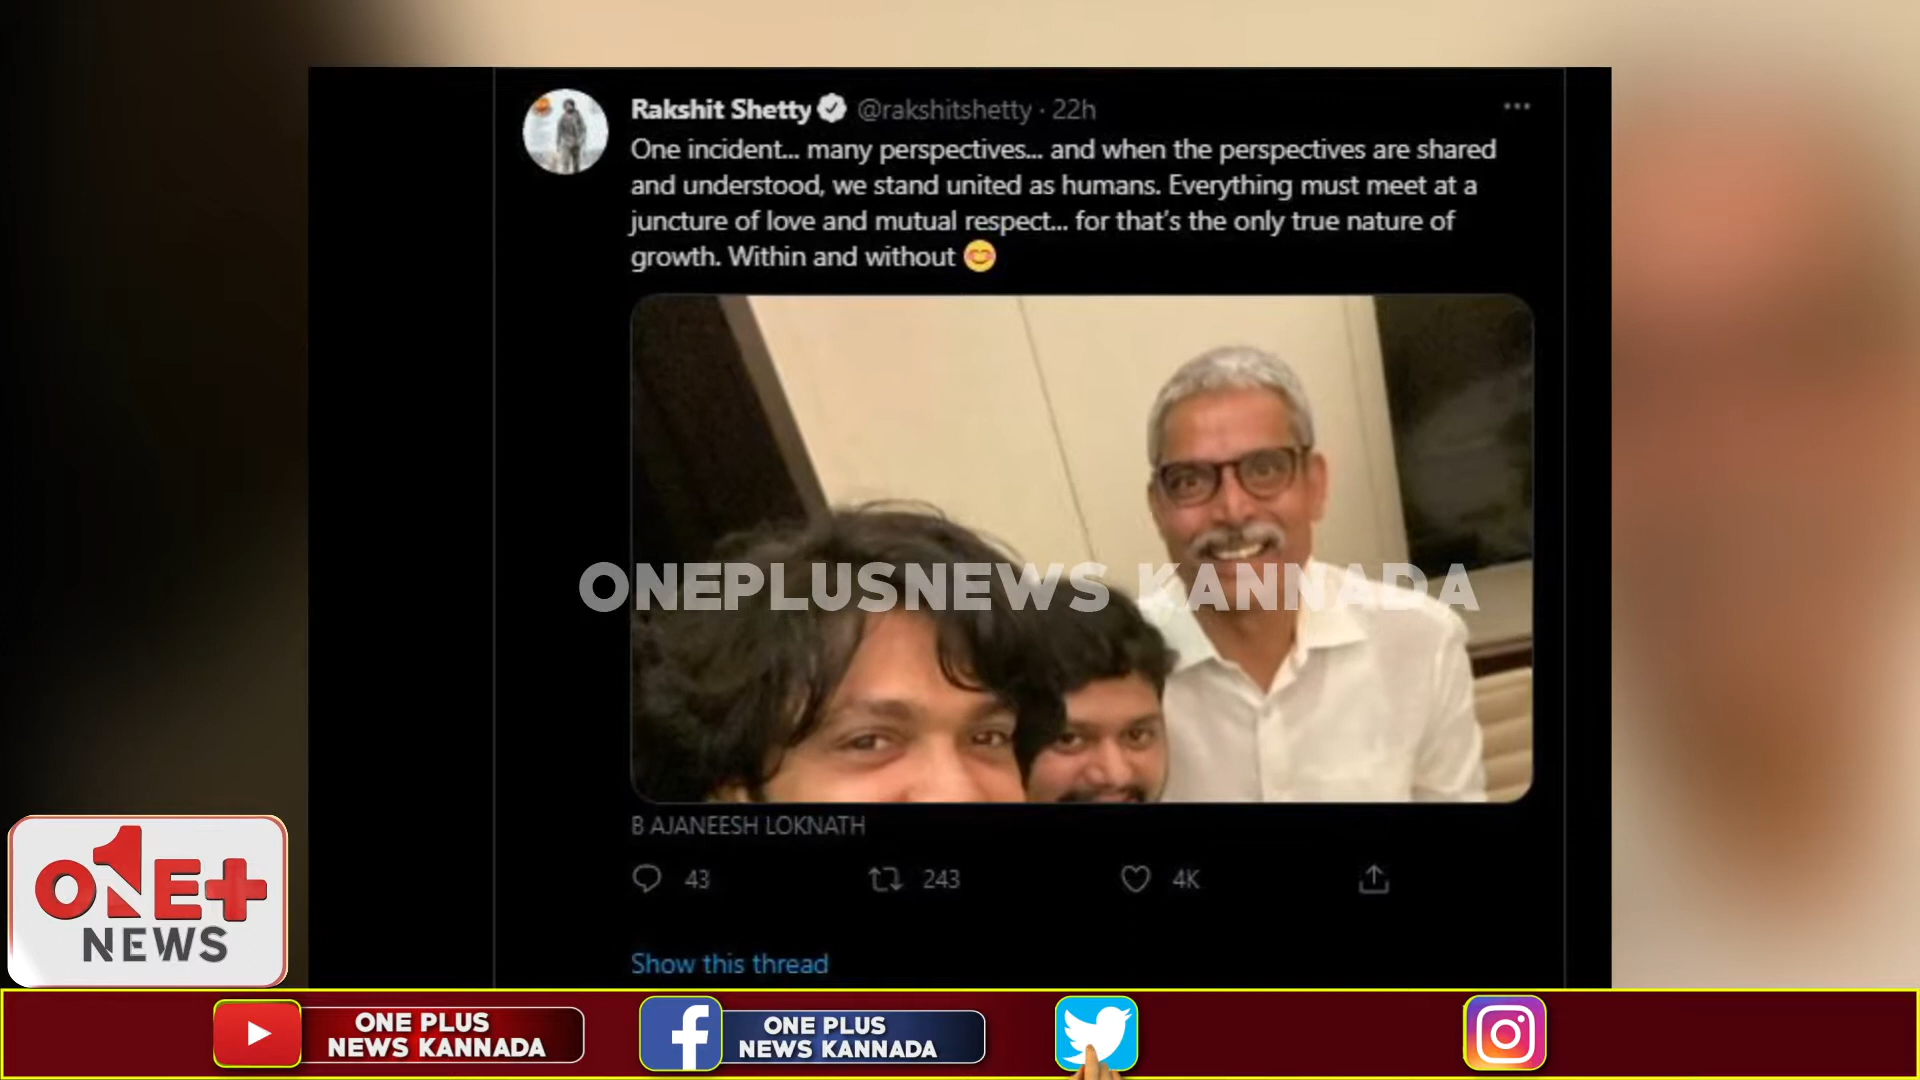 Rakshit Shetty @rakshitshetty · 22h
One incident... many perspectives... and when the perspectives are shared
and understood, we stand united as humans. Everything must meet at a
juncture of love and mutual respect... for that's the only true nature of
growth. Within and without 😊
ONEPLUSNEWS KANNADA
B AJANEESH LOKNATH
43 243 4K
Show this thread
ONE+
NEWS
ONE PLUS
NEWS KANNADA
ONE PLUS
NEWS KANNADA